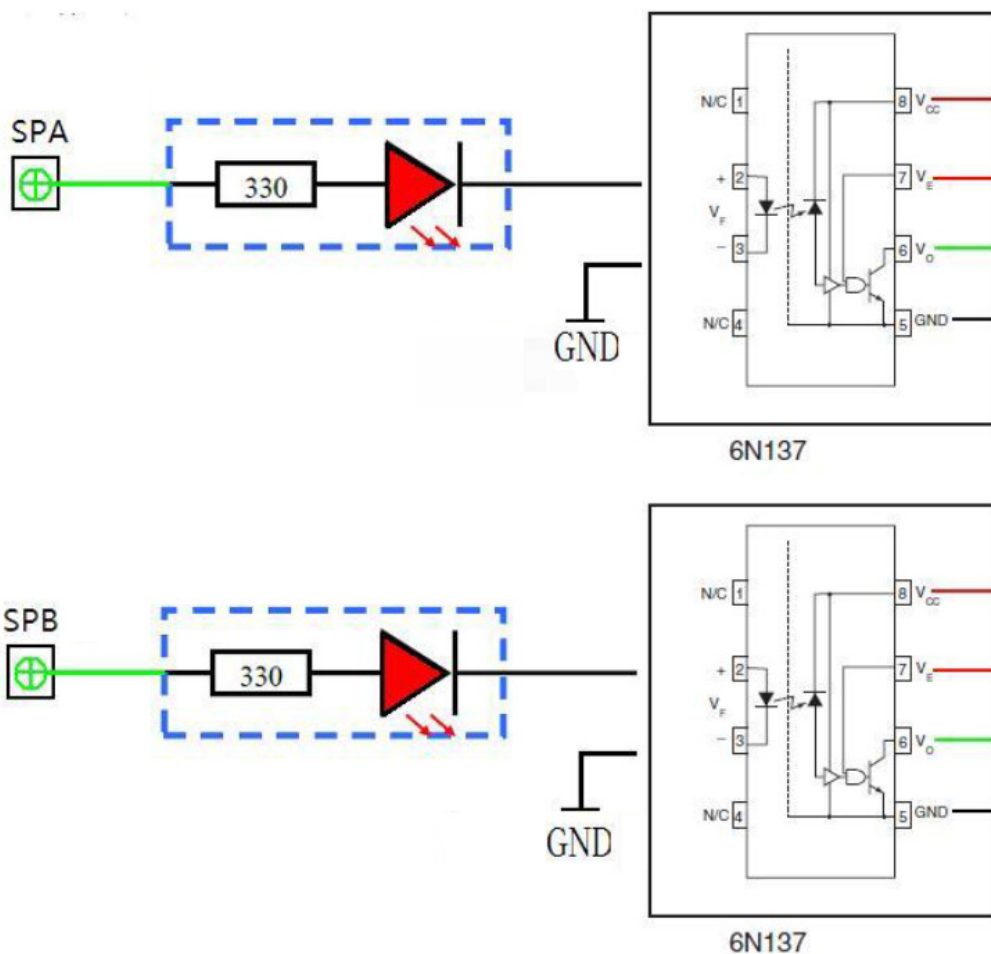 SPA
330
GND
N/C 1
8 V CC
+ 2
7 V E
V F
− 3
6 V O
N/C 4
5 GND
6N137
SPB
330
GND
N/C 1
8 V CC
+ 2
7 V E
V F
− 3
6 V O
N/C 4
5 GND
6N137